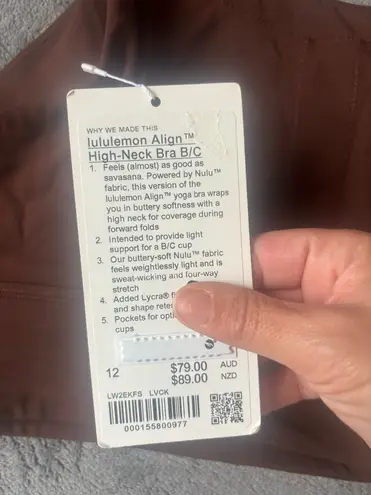 WHY WE MADE THIS
lululemon Align™
High-Neck Bra B/C
1. Feels (almost) as good as
savasana. Powered by Nulu™
fabric, this version of the
lululemon Align™ yoga bra wraps
you in buttery softness with a
high neck for coverage during
forward folds
2. Intended to provide light
support for a B/C cup
3. Our buttery-soft Nulu™ fabric
feels weightlessly light and is
sweat-wicking and four-way
stretch
4. Added Lycra®
and shape
5. Pockets for
cups
12 $79.00 AUD
$89.00 NZD
LW2EKFS LVCK
000155800977